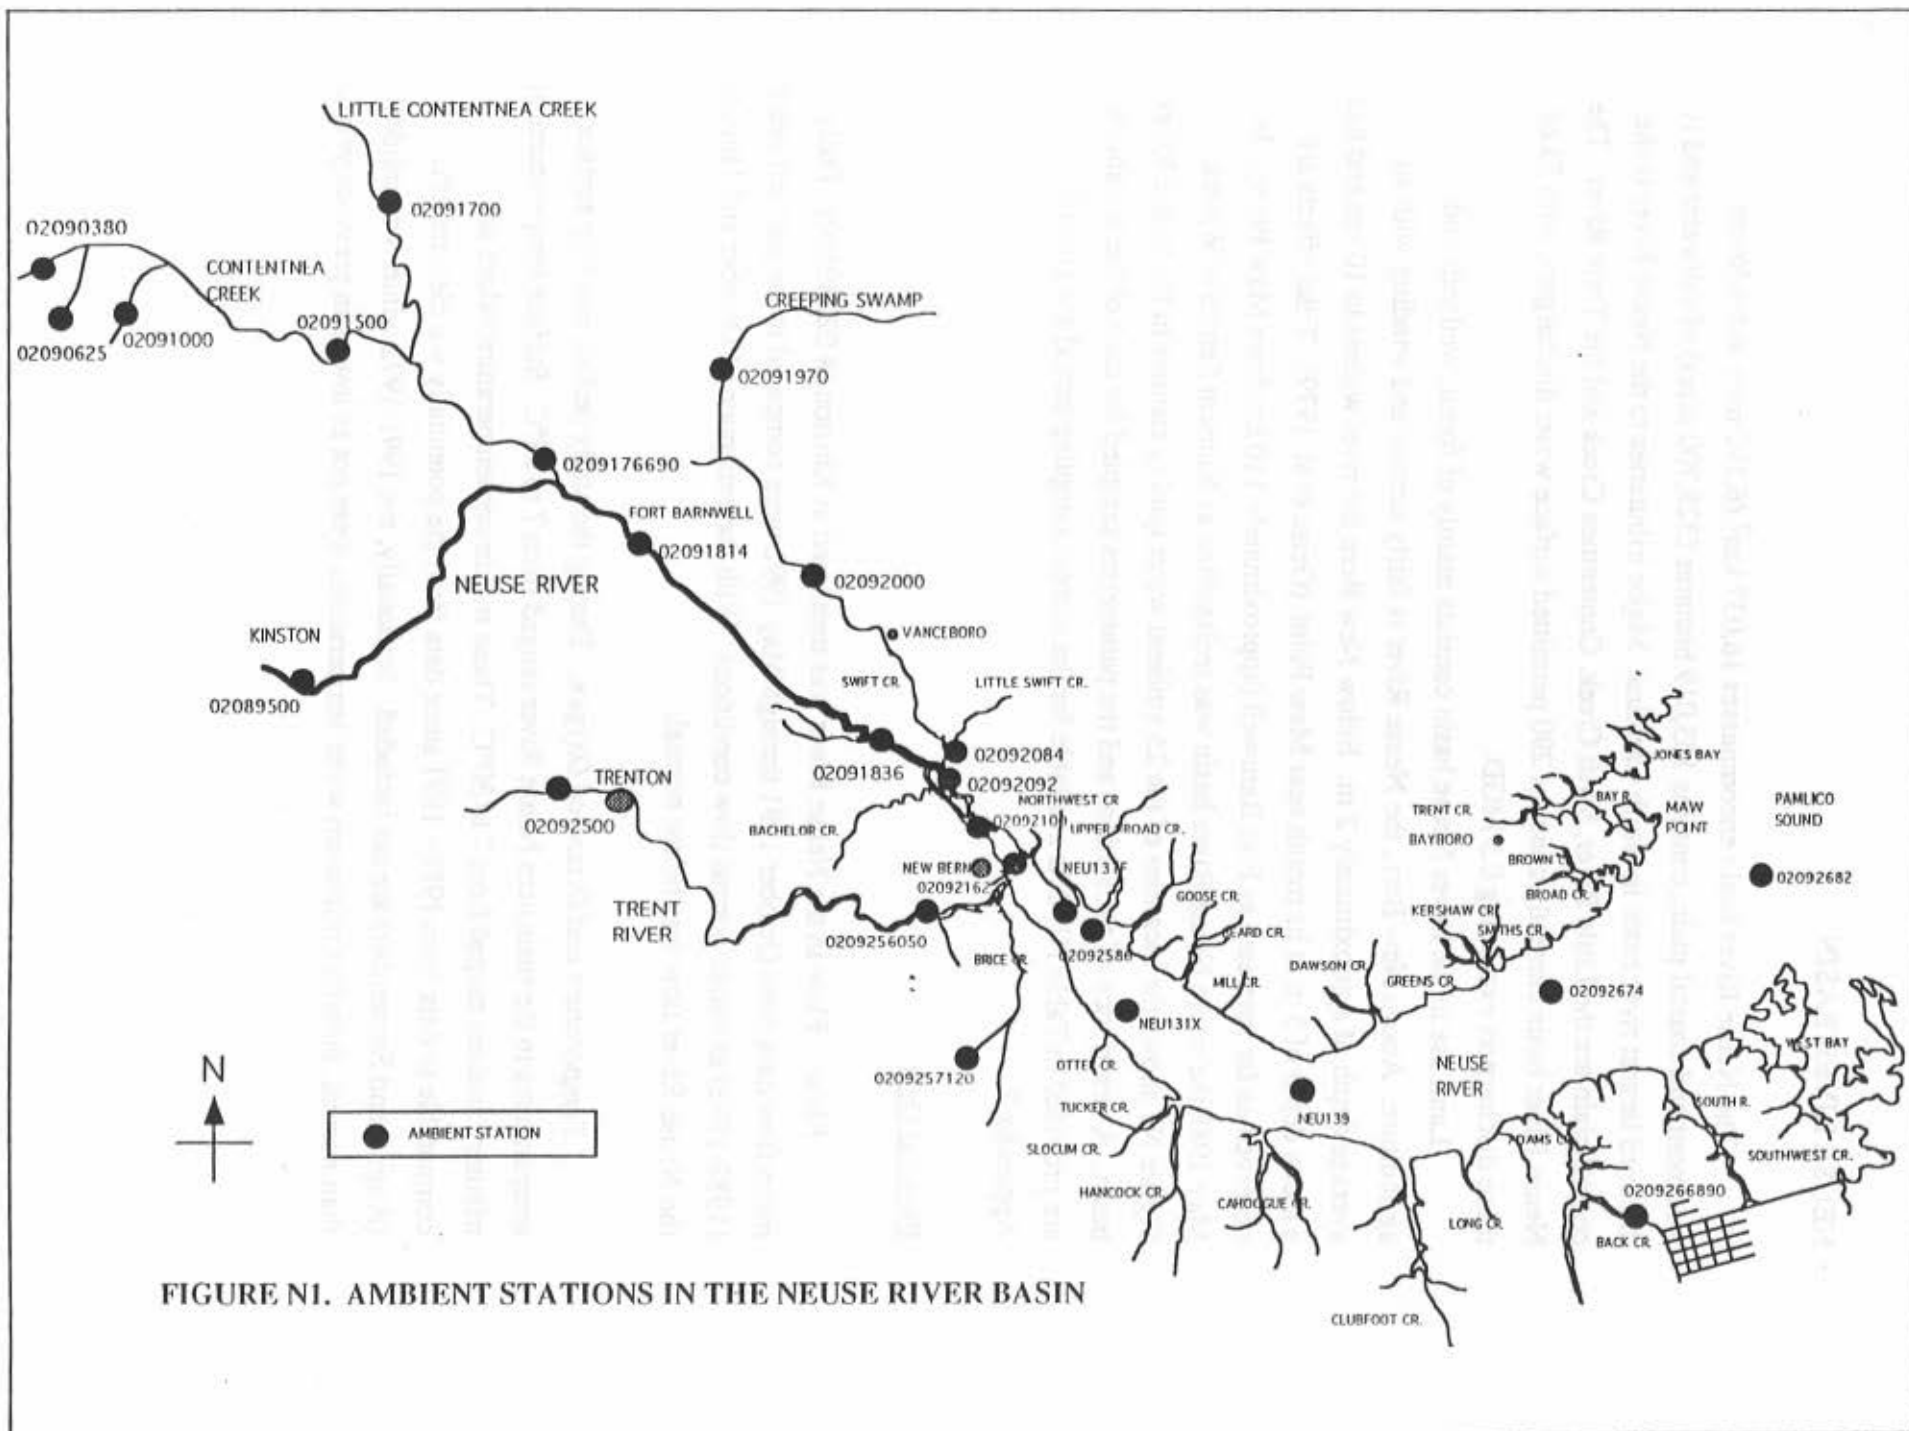 LITTLE CONTENTNEA CREEK
02091700
02090380
CONTENTNEA
CREEK
02091500
02091000
02090625
CREEPING SWAMP
02091970
0209176690
FORT BARNWELL
02091814
NEUSE RIVER
02092000
VANCEBORO
KINSTON
02089500
SWIFT CR.
LITTLE SWIFT CR.
02092084
02091836
02092092
TRENTON
02092500
BACHELOR CR.
NORTHWEST CR
UPPER BROAD CR.
NEW BERN
02092162
NEU131F
TRENT
RIVER
0209256050
BRICE CR.
02092586
GOOSE CR.
BEARD CR.
MILL CR.
DAWSON CR.
GREENS CR.
KERSHAW CR
SMITHS CR.
TRENT CR.
BAYBORO
BROWN CR.
BROAD CR.
BAY R.
JONES BAY
MAW
POINT
PAMLICO
SOUND
02092682
02092674
NEU131X
0209257120
OTTER CR.
TUCKER CR.
SLOCUM CR.
HANCOCK CR.
CAHOOGUE CR.
NEU139
NEUSE
RIVER
WEST BAY
SOUTH R.
ADAMS CR.
SOUTHWEST CR.
0209266890
BACK CR.
LONG CR.
CLUBFOOT CR.
N
AMBIENT STATION
FIGURE N1. AMBIENT STATIONS IN THE NEUSE RIVER BASIN